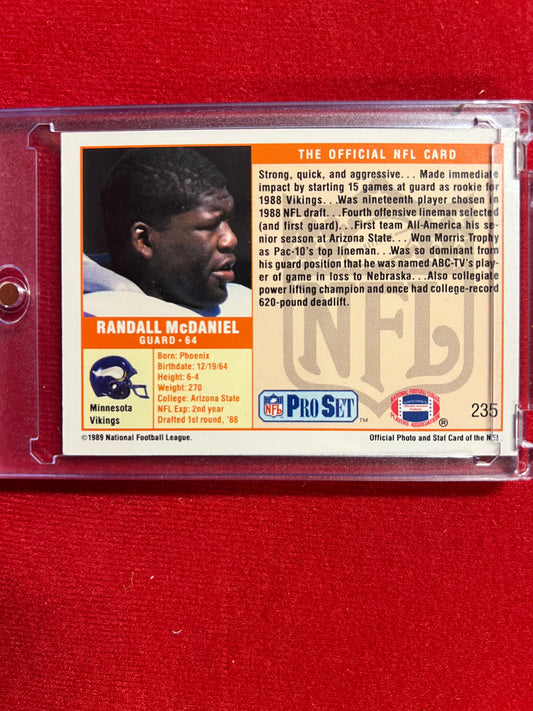 THE OFFICIAL NFL CARD
Strong, quick, and aggressive. . . Made immediate
impact by starting 15 games at guard as rookie for
1988 Vikings. . .Was nineteenth player chosen in
1988 NFL draft. . .Fourth offensive lineman selected
(and first guard). . .First team All-America his se-
nior season at Arizona State. . . Won Morris Trophy
as Pac-10's top lineman. . .Was so dominant from
his guard position that he was named ABC-TV's play-
er of game in loss to Nebraska. . .Also collegiate
power lifting champion and once had college-record
620-pound deadlift.
NFL
RANDALL McDANIEL
GUARD • 64
Minnesota
Vikings
Born: Phoenix
Birthdate: 12/19/64
Height: 6-4
Weight: 270
College: Arizona State
NFL Exp: 2nd year
Drafted 1st round, '88
NFL PRO SET TM
NATIONAL FOOTBALL LEAGUE
PLAYERS ASSOCIATION
®
235
©1989 National Football League.
Official Photo and Stat Card of the NFL